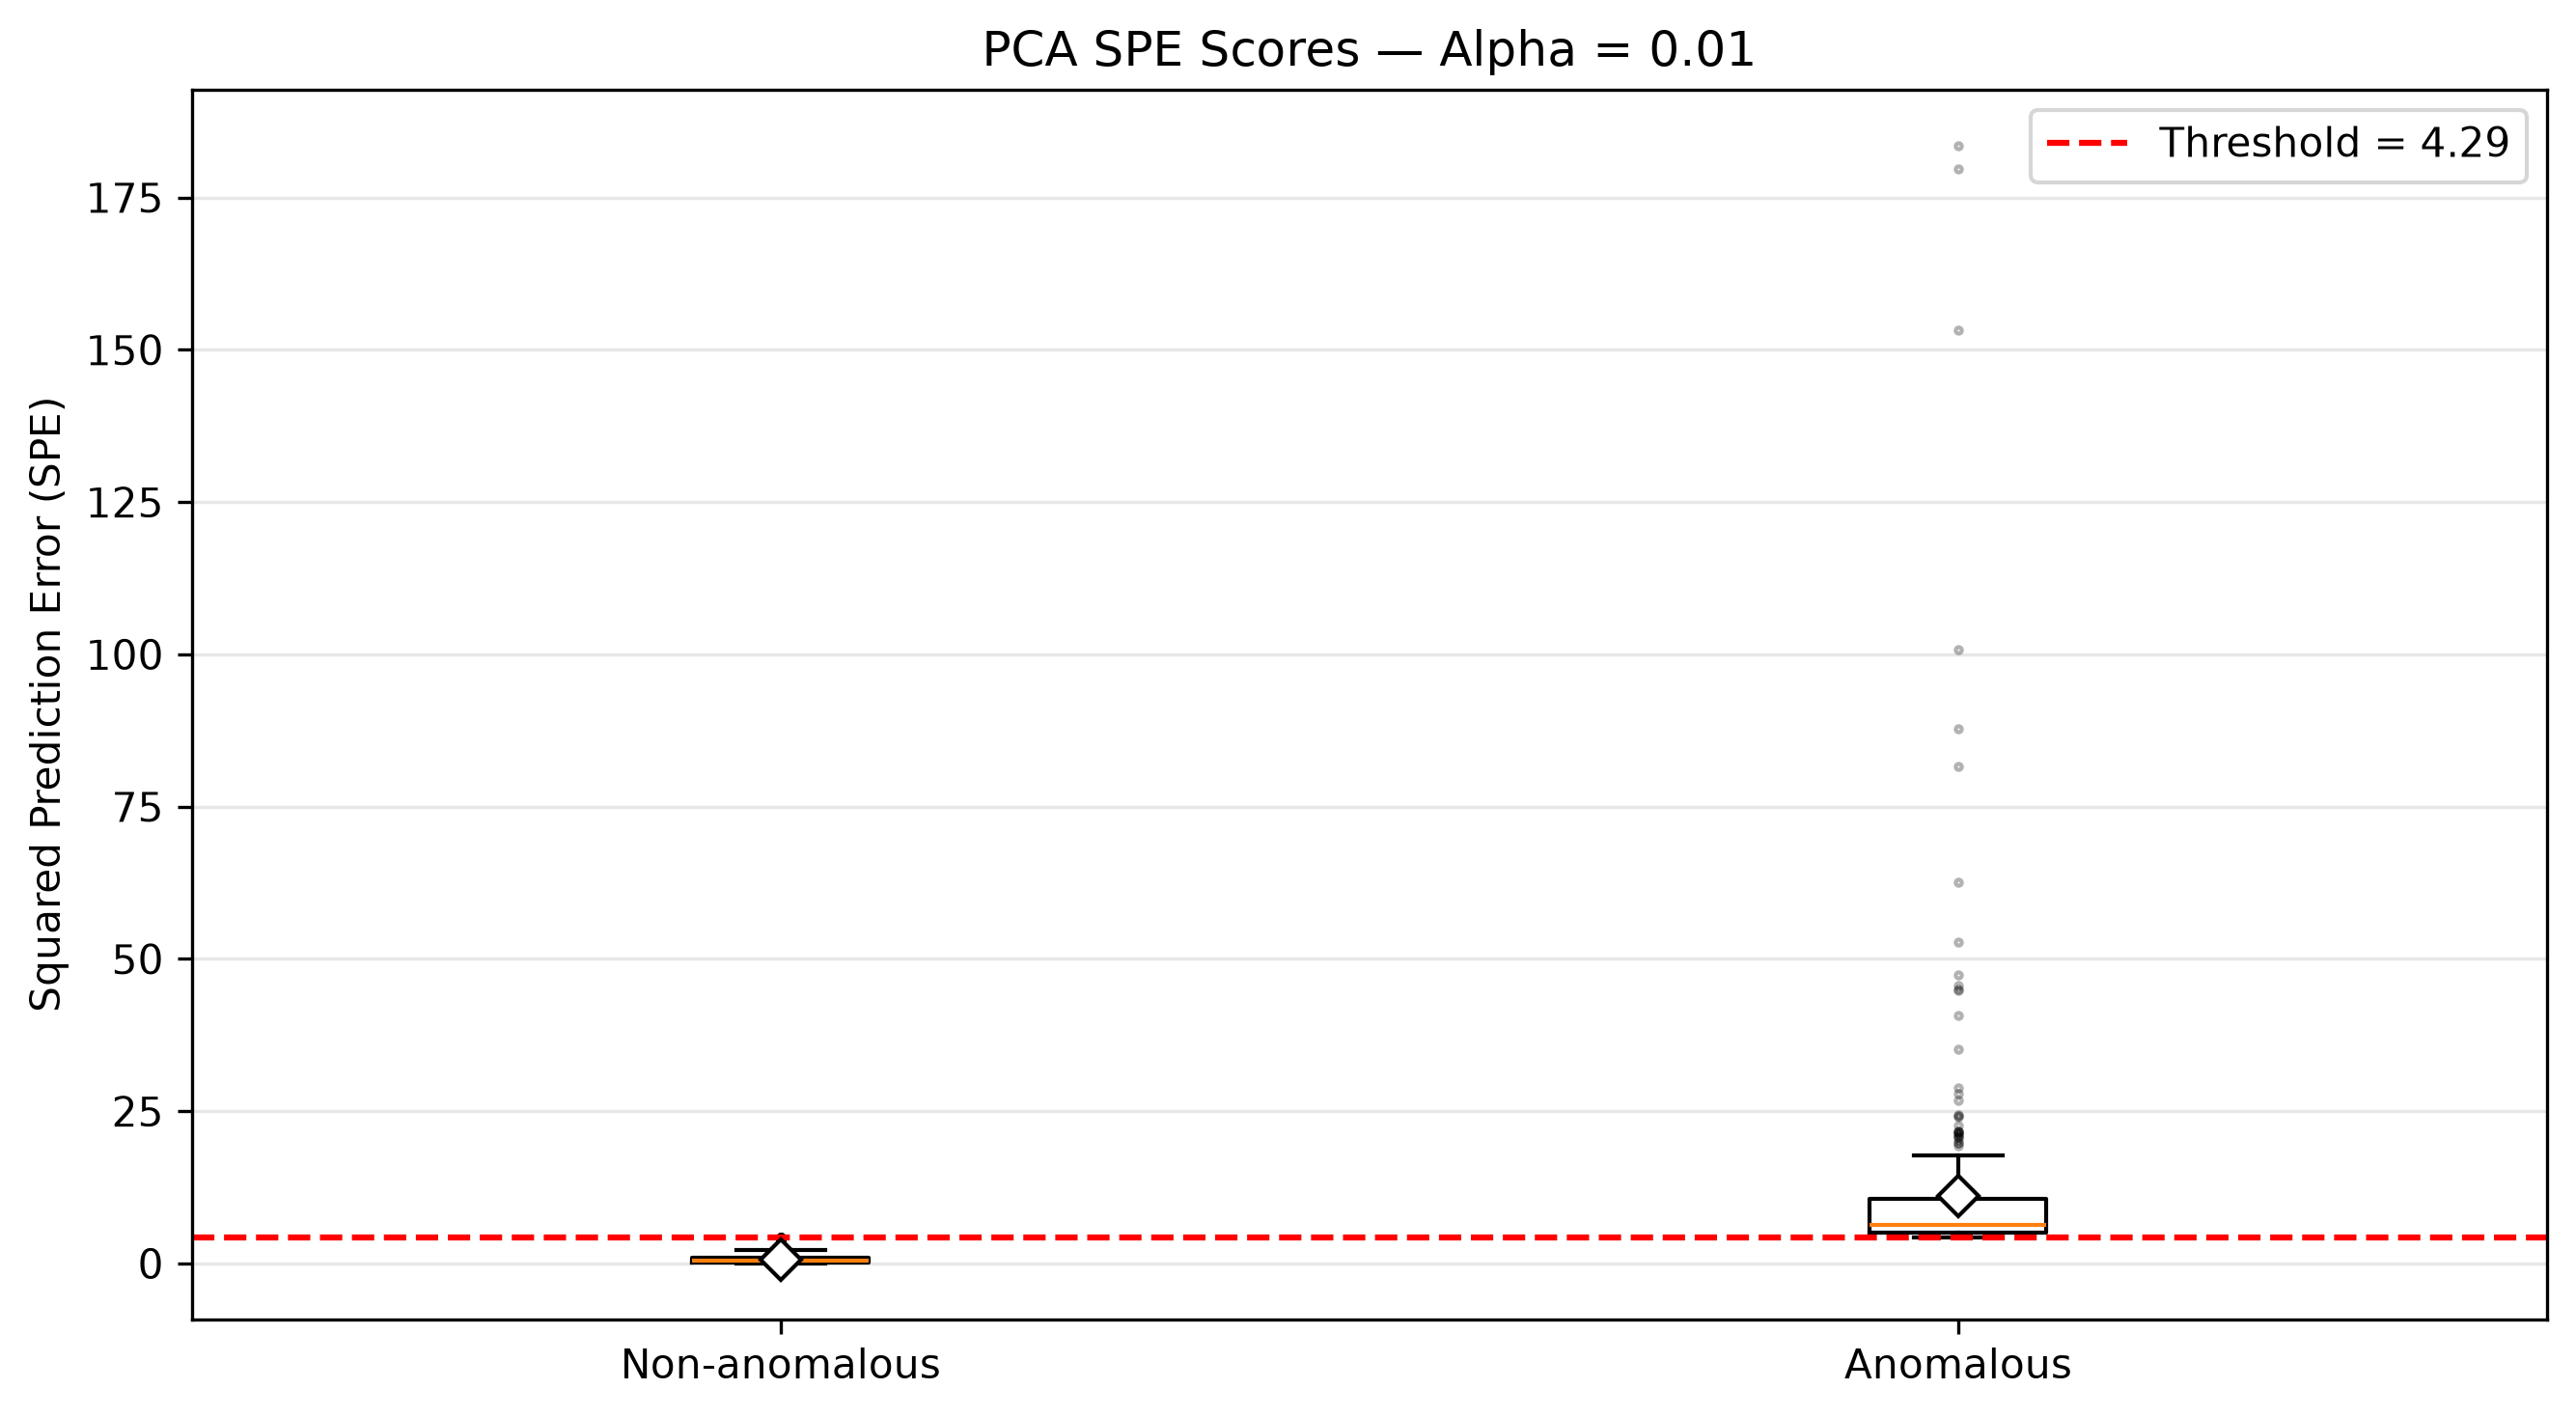 PCA SPE Scores — Alpha = 0.01
Threshold = 4.29
Squared Prediction Error (SPE)
175
150
125
100
75
50
25
0
Non-anomalous
Anomalous